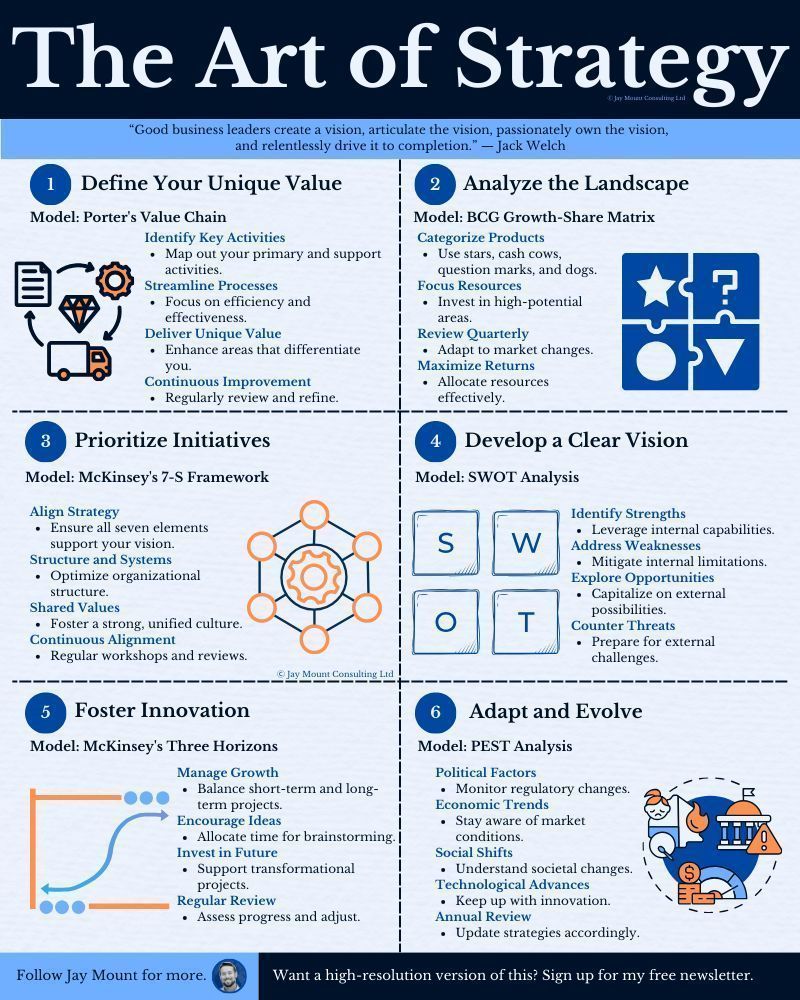 The Art of Strategy
© Jay Mount Consulting Ltd
“Good business leaders create a vision, articulate the vision, passionately own the vision,
and relentlessly drive it to completion.” — Jack Welch
1 Define Your Unique Value
Model: Porter's Value Chain
Identify Key Activities
• Map out your primary and support
activities.
Streamline Processes
• Focus on efficiency and
effectiveness.
Deliver Unique Value
• Enhance areas that differentiate
you.
Continuous Improvement
• Regularly review and refine.
2 Analyze the Landscape
Model: BCG Growth-Share Matrix
Categorize Products
• Use stars, cash cows,
question marks, and dogs.
Focus Resources
• Invest in high-potential
areas.
Review Quarterly
• Adapt to market changes.
Maximize Returns
• Allocate resources
effectively.
?
3 Prioritize Initiatives
Model: McKinsey's 7-S Framework
Align Strategy
• Ensure all seven elements
support your vision.
Structure and Systems
• Optimize organizational
structure.
Shared Values
• Foster a strong, unified culture.
Continuous Alignment
• Regular workshops and reviews.
© Jay Mount Consulting Ltd
4 Develop a Clear Vision
Model: SWOT Analysis
S W
O T
Identify Strengths
• Leverage internal capabilities.
Address Weaknesses
• Mitigate internal limitations.
Explore Opportunities
• Capitalize on external
possibilities.
Counter Threats
• Prepare for external
challenges.
5 Foster Innovation
Model: McKinsey's Three Horizons
Manage Growth
• Balance short-term and long-
term projects.
Encourage Ideas
• Allocate time for brainstorming.
Invest in Future
• Support transformational
projects.
Regular Review
• Assess progress and adjust.
6 Adapt and Evolve
Model: PEST Analysis
Political Factors
• Monitor regulatory changes.
Economic Trends
• Stay aware of market
conditions.
Social Shifts
• Understand societal changes.
Technological Advances
• Keep up with innovation.
Annual Review
• Update strategies accordingly.
$
!
Follow Jay Mount for more.
Want a high-resolution version of this? Sign up for my free newsletter.